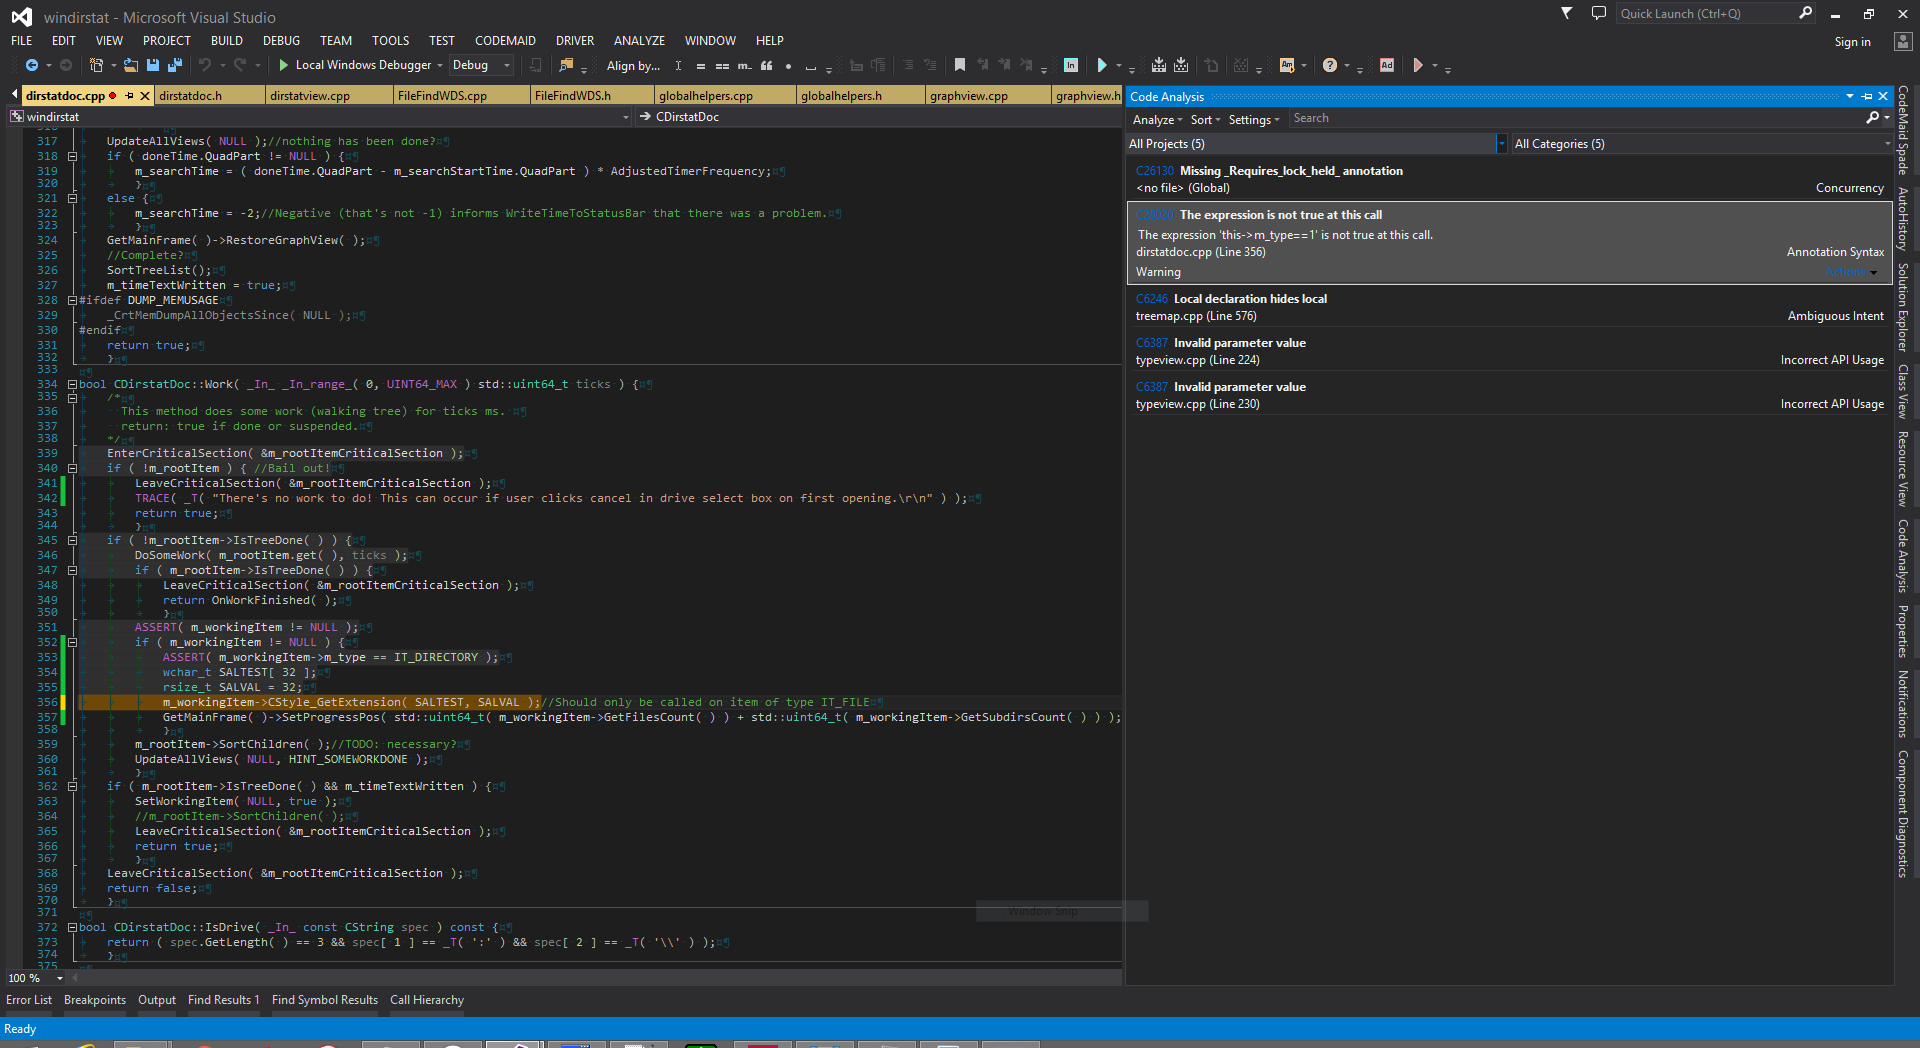 windirstat - Microsoft Visual Studio
Quick Launch (Ctrl+Q)
FILE EDIT VIEW PROJECT BUILD DEBUG TEAM TOOLS TEST CODEMAID DRIVER ANALYZE WINDOW HELP
Sign in
Local Windows Debugger Debug Align by...
dirstatdoc.cpp dirstatdoc.h dirstatview.cpp FileFindWDS.cpp FileFindWDS.h globalhelpers.cpp globalhelpers.h graphview.cpp graphview.h
windirstat CDirstatDoc
316
317 UpdateAllViews( NULL );//nothing has been done?
318 if ( doneTime.QuadPart != NULL ) {
319 m_searchTime = ( doneTime.QuadPart - m_searchStartTime.QuadPart ) * AdjustedTimerFrequency;
320 }
321 else {
322 m_searchTime = -2;//Negative (that's not -1) informs WriteTimeToStatusBar that there was a problem.
323 }
324 GetMainFrame( )->RestoreGraphView( );
325 //Complete?
326 SortTreeList();
327 m_timeTextWritten = true;
328 #ifdef DUMP_MEMUSAGE
329 _CrtMemDumpAllObjectsSince( NULL );
330 #endif
331 return true;
332 }
333
334 bool CDirstatDoc::Work( _In_ _In_range_( 0, UINT64_MAX ) std::uint64_t ticks ) {
335 /*
336 This method does some work (walking tree) for ticks ms.
337 return: true if done or suspended.
338 */
339 EnterCriticalSection( &m_rootItemCriticalSection );
340 if ( !m_rootItem ) { //Bail out!
341 LeaveCriticalSection( &m_rootItemCriticalSection );
342 TRACE( _T( "There's no work to do! This can occur if user clicks cancel in drive select box on first opening.\r\n" ) );
343 return true;
344 }
345 if ( !m_rootItem->IsTreeDone( ) ) {
346 DoSomeWork( m_rootItem.get( ), ticks );
347 if ( m_rootItem->IsTreeDone( ) ) {
348 LeaveCriticalSection( &m_rootItemCriticalSection );
349 return OnWorkFinished( );
350 }
351 ASSERT( m_workingItem != NULL );
352 if ( m_workingItem != NULL ) {
353 ASSERT( m_workingItem->m_type == IT_DIRECTORY );
354 wchar_t SALTEST[ 32 ];
355 rsize_t SALVAL = 32;
356 m_workingItem->CStyle_GetExtension( SALTEST, SALVAL );//Should only be called on item of type IT_FILE
357 GetMainFrame( )->SetProgressPos( std::uint64_t( m_workingItem->GetFilesCount( ) ) + std::uint64_t( m_workingItem->GetSubdirsCount( ) ) );
358 }
359 m_rootItem->SortChildren( );//TODO: necessary?
360 UpdateAllViews( NULL, HINT_SOMEWORKDONE );
361 }
362 if ( m_rootItem->IsTreeDone( ) && m_timeTextWritten ) {
363 SetWorkingItem( NULL, true );
364 //m_rootItem->SortChildren( );
365 LeaveCriticalSection( &m_rootItemCriticalSection );
366 return true;
367 }
368 LeaveCriticalSection( &m_rootItemCriticalSection );
369 return false;
370 }
371
372 bool CDirstatDoc::IsDrive( _In_ const CString spec ) const {
373 return ( spec.GetLength( ) == 3 && spec[ 1 ] == _T( ':' ) && spec[ 2 ] == _T( '\\' ) );
374 }
375
100 %
Window Snip
Code Analysis
Analyze Sort Settings Search
All Projects (5) All Categories (5)
C26130 Missing _Requires_lock_held_ annotation
<no file> (Global) Concurrency
C28020 The expression is not true at this call
The expression 'this->m_type==1' is not true at this call.
dirstatdoc.cpp (Line 356) Annotation Syntax
Warning Actions
C6246 Local declaration hides local
treemap.cpp (Line 576) Ambiguous Intent
C6387 Invalid parameter value
typeview.cpp (Line 224) Incorrect API Usage
C6387 Invalid parameter value
typeview.cpp (Line 230) Incorrect API Usage
CodeMaid Spade
AutoHistory
Solution Explorer
Class View
Resource View
Code Analysis
Properties
Notifications
Component Diagnostics
Error List Breakpoints Output Find Results 1 Find Symbol Results Call Hierarchy
Ready